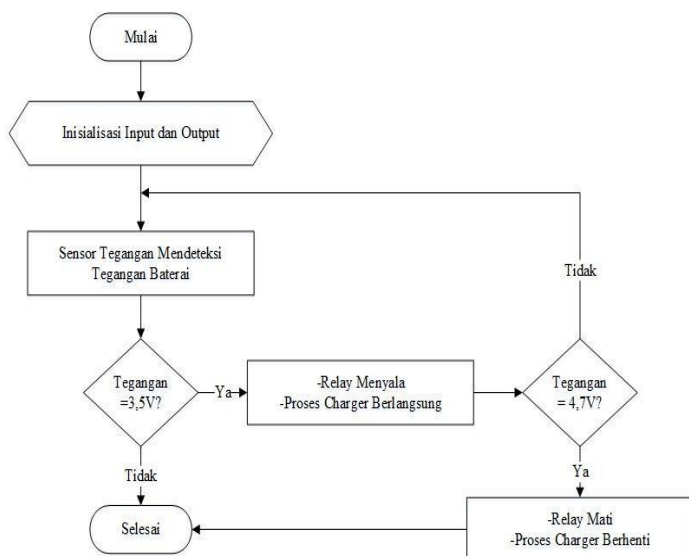 Mulai
Inisialisasi Input dan Output
Sensor Tegangan Mendeteksi
Tegangan Baterai
Tidak
Tegangan
=3,5V?
Ya
-Relay Menyala
-Proses Charger Berlangsung
Tegangan
= 4,7V?
Tidak
Ya
Selesai
-Relay Mati
-Proses Charger Berhenti